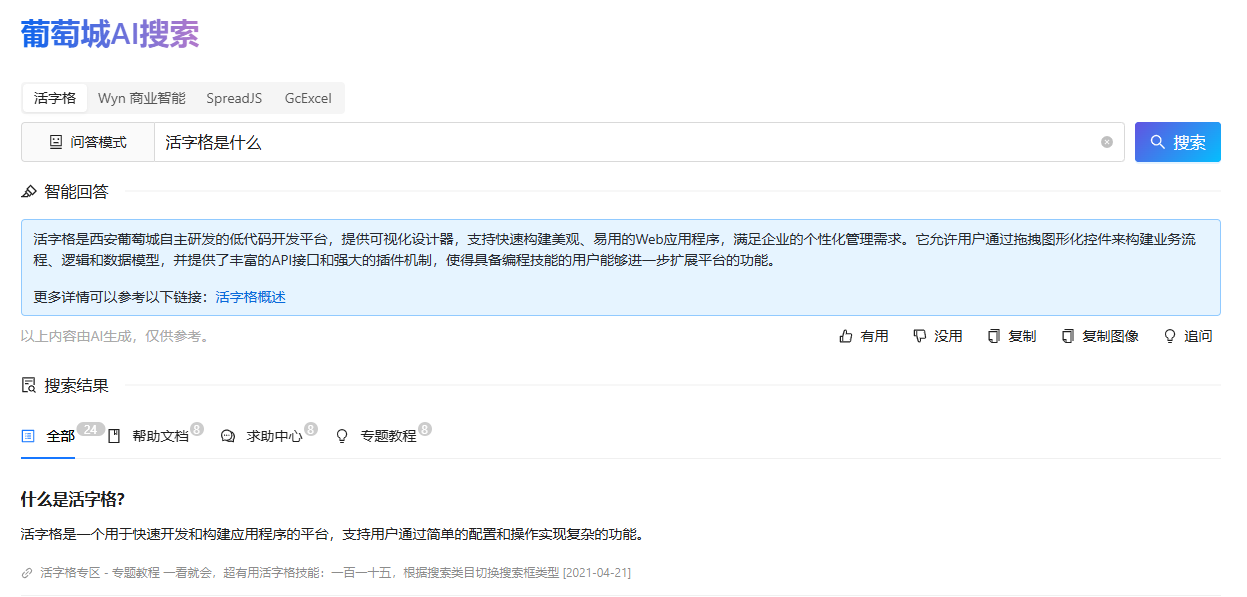 葡萄城AI搜索
活字格 Wyn 商业智能 SpreadJS GcExcel
问答模式 活字格是什么 搜索
智能回答
活字格是西安葡萄城自主研发的低代码开发平台，提供可视化设计器，支持快速构建美观、易用的Web应用程序，满足企业的个性化管理需求。它允许用户通过拖拽图形化控件来构建业务流
程、逻辑和数据模型，并提供了丰富的API接口和强大的插件机制，使得具备编程技能的用户能够进一步扩展平台的功能。
更多详情可以参考以下链接：活字格概述
以上内容由AI生成，仅供参考。 有用 没用 复制 复制图像 追问
搜索结果
全部 24 帮助文档 8 求助中心 8 专题教程 8
什么是活字格?
活字格是一个用于快速开发和构建应用程序的平台，支持用户通过简单的配置和操作实现复杂的功能。
活字格专区 - 专题教程 一看就会，超有用活字格技能：一百一十五，根据搜索类目切换搜索框类型 [2021-04-21]